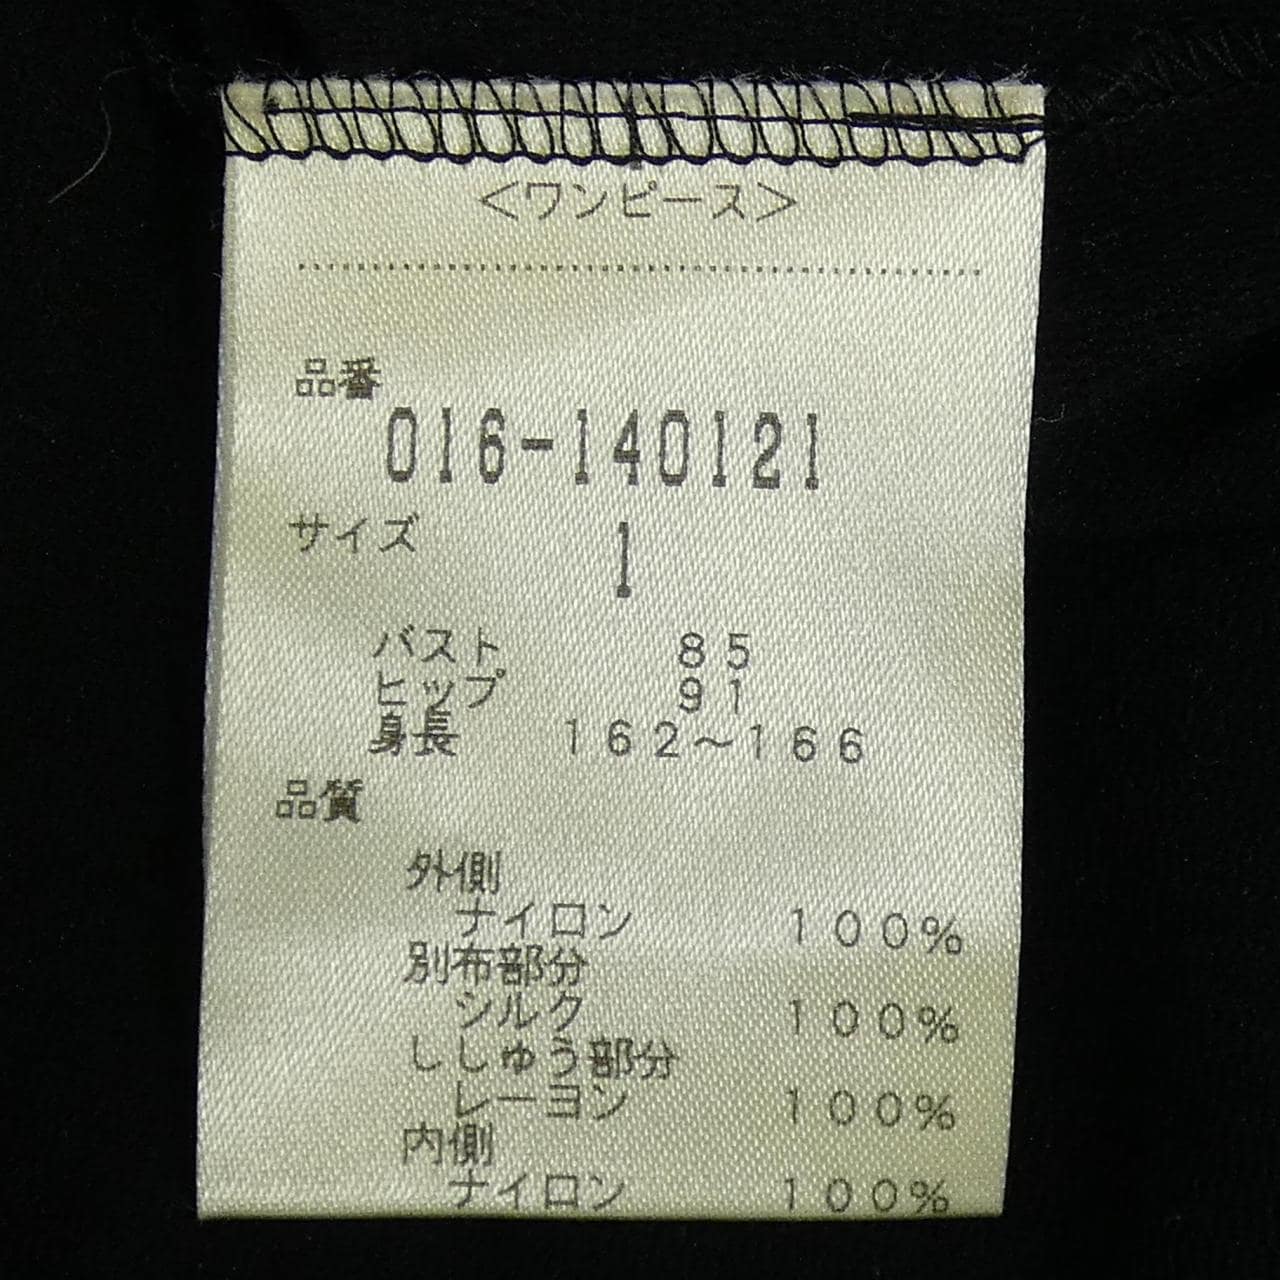 <ワンピース>
品番
016-140121
サイズ 1
バスト 85
ヒップ 91
身長 162～166
品質
外側
ナイロン 100%
別布部分
シルク 100%
ししゅう部分
レーヨン 100%
内側
ナイロン 100%